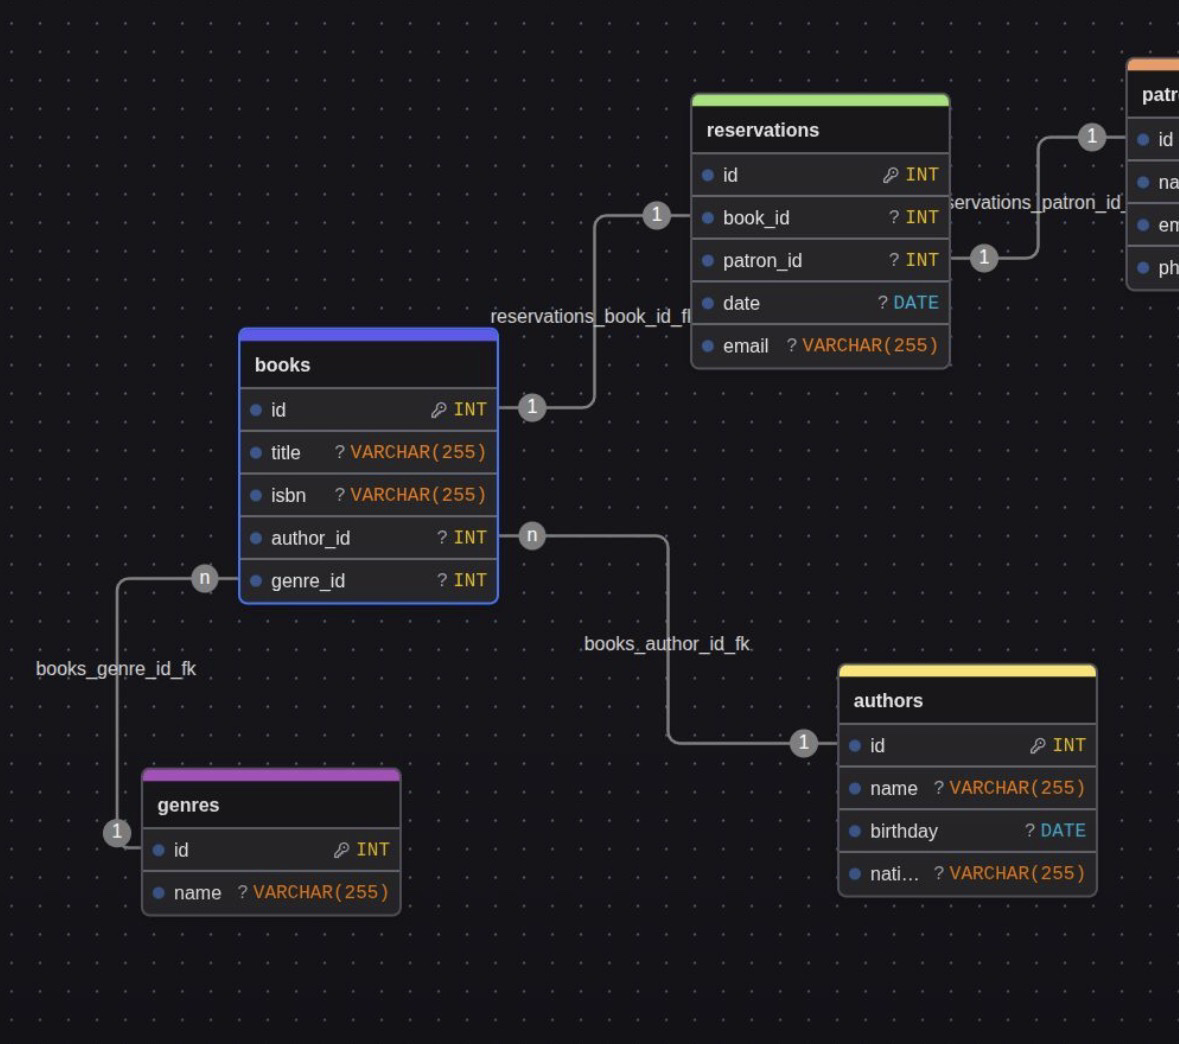 reservations
id INT
book_id ? INT
patron_id ? INT
date ? DATE
email ? VARCHAR(255)
1
1
servations_patron_id_
patr
id
na
em
ph
1
reservations_book_id_f
1
books
id INT
title ? VARCHAR(255)
isbn ? VARCHAR(255)
author_id ? INT
genre_id ? INT
n
n
books_genre_id_fk
1
books_author_id_fk
1
genres
id INT
name ? VARCHAR(255)
authors
id INT
name ? VARCHAR(255)
birthday ? DATE
nati... ? VARCHAR(255)